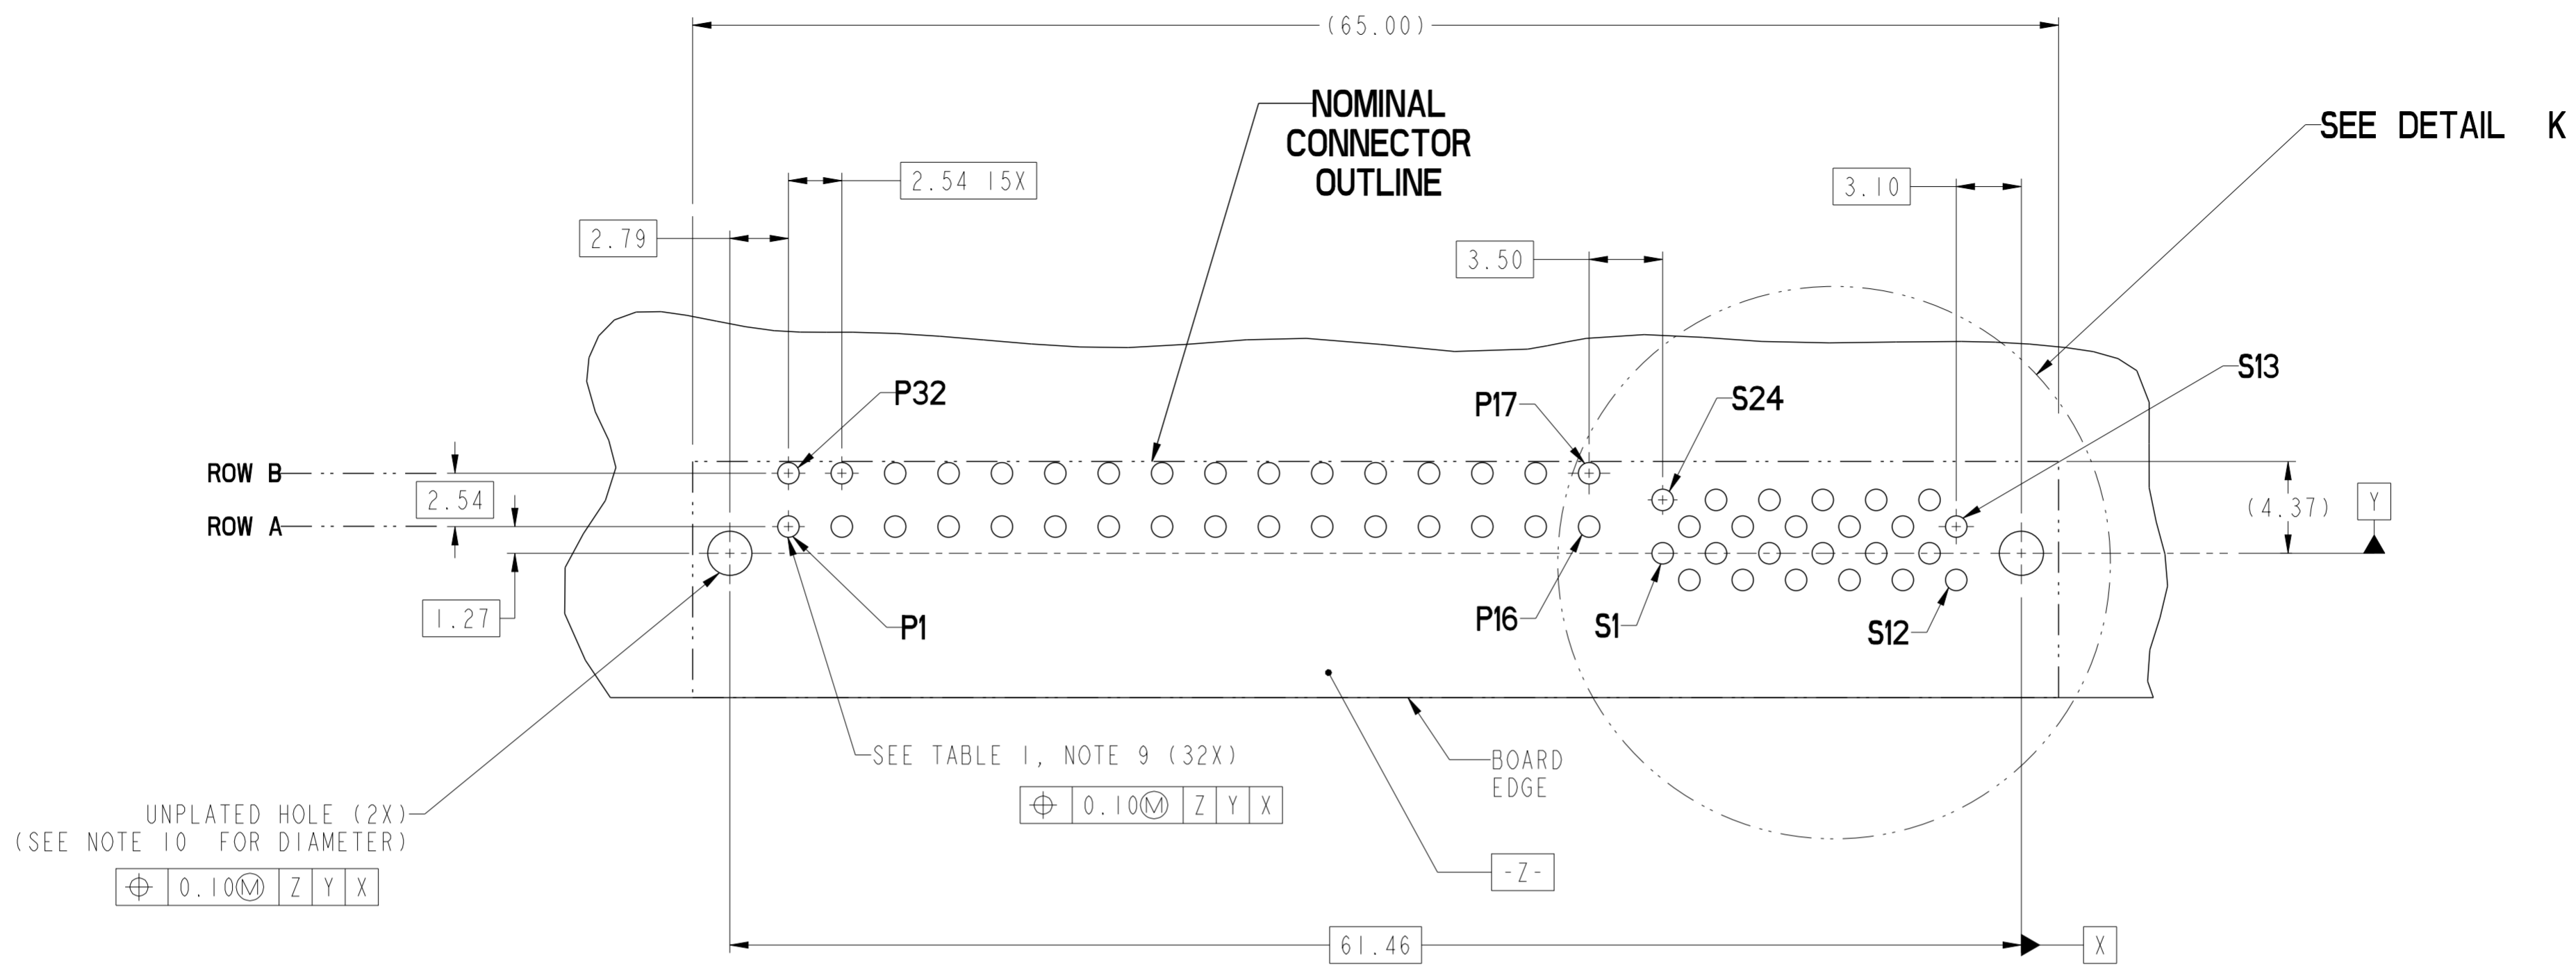 (65.00)
NOMINAL
CONNECTOR
OUTLINE
SEE DETAIL K
2.54 15X
3.10
2.79
3.50
P32
P17
S24
S13
ROW B
2.54
ROW A
(4.37)
Y
1.27
P1
P16
S1
S12
SEE TABLE 1, NOTE 9 (32X)
⌖ 0.10Ⓜ Z Y X
BOARD
EDGE
UNPLATED HOLE (2X)
(SEE NOTE 10 FOR DIAMETER)
⌖ 0.10Ⓜ Z Y X
-Z-
61.46
X